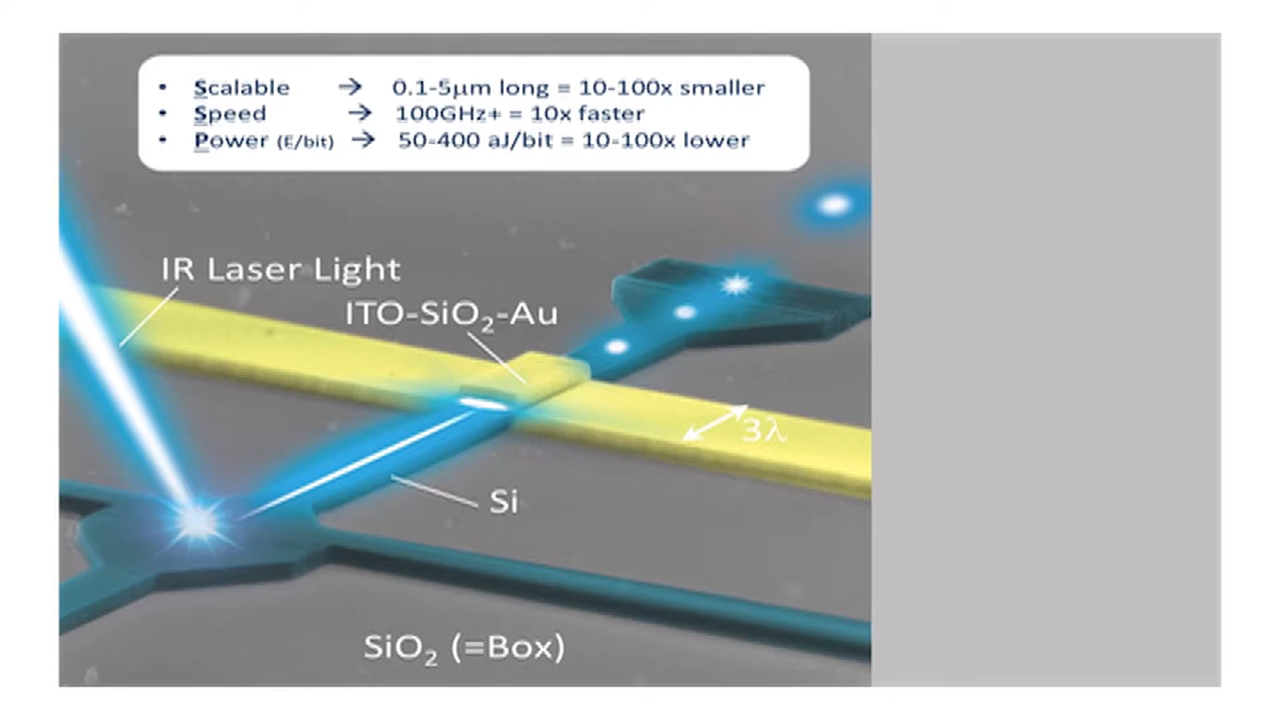 • Scalable → 0.1-5μm long = 10-100x smaller
• Speed → 100GHz+ = 10x faster
• Power (E/bit) → 50-400 aJ/bit = 10-100x lower
IR Laser Light
ITO-SiO₂-Au
3λ
Si
SiO₂ (=Box)